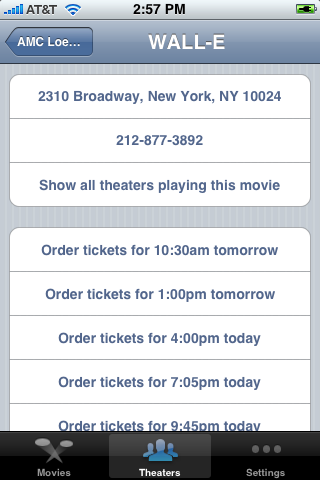 AT&T 2:57 PM
AMC Loe... WALL-E
2310 Broadway, New York, NY 10024
212-877-3892
Show all theaters playing this movie
Order tickets for 10:30am tomorrow
Order tickets for 1:00pm tomorrow
Order tickets for 4:00pm today
Order tickets for 7:05pm today
Order tickets for 9:45pm today
Movies Theaters Settings